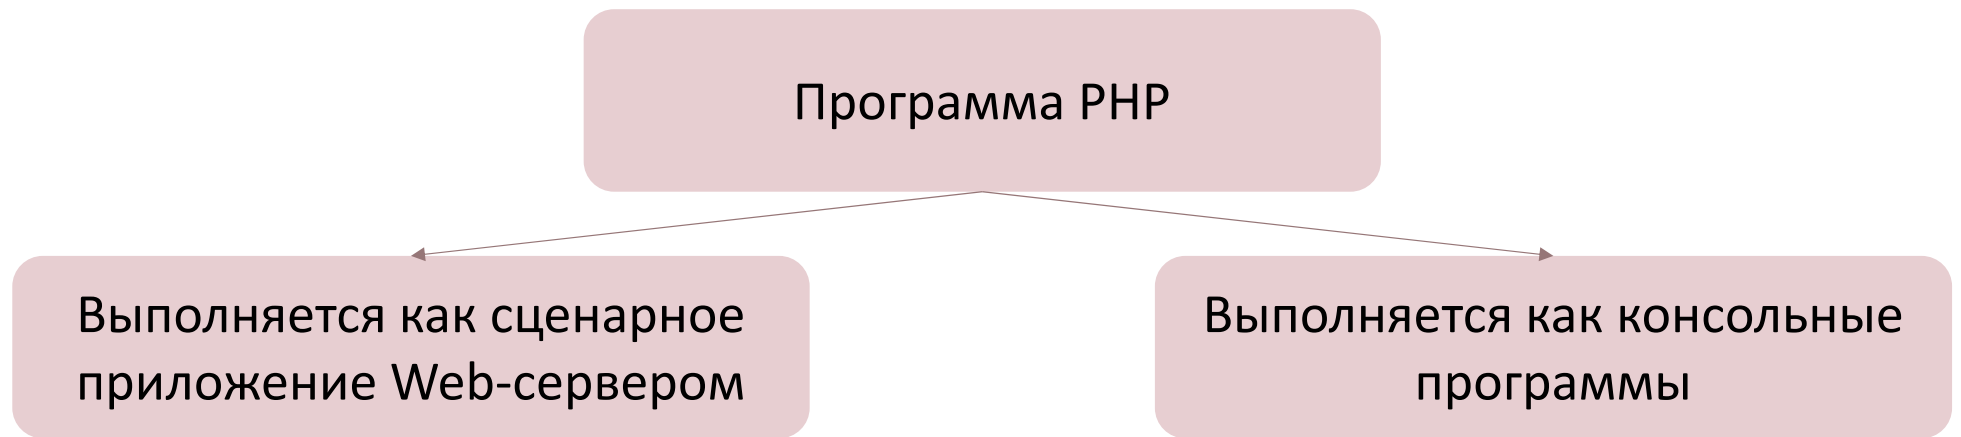 Программа PHP
Выполняется как сценарное
приложение Web-сервером
Выполняется как консольные
программы